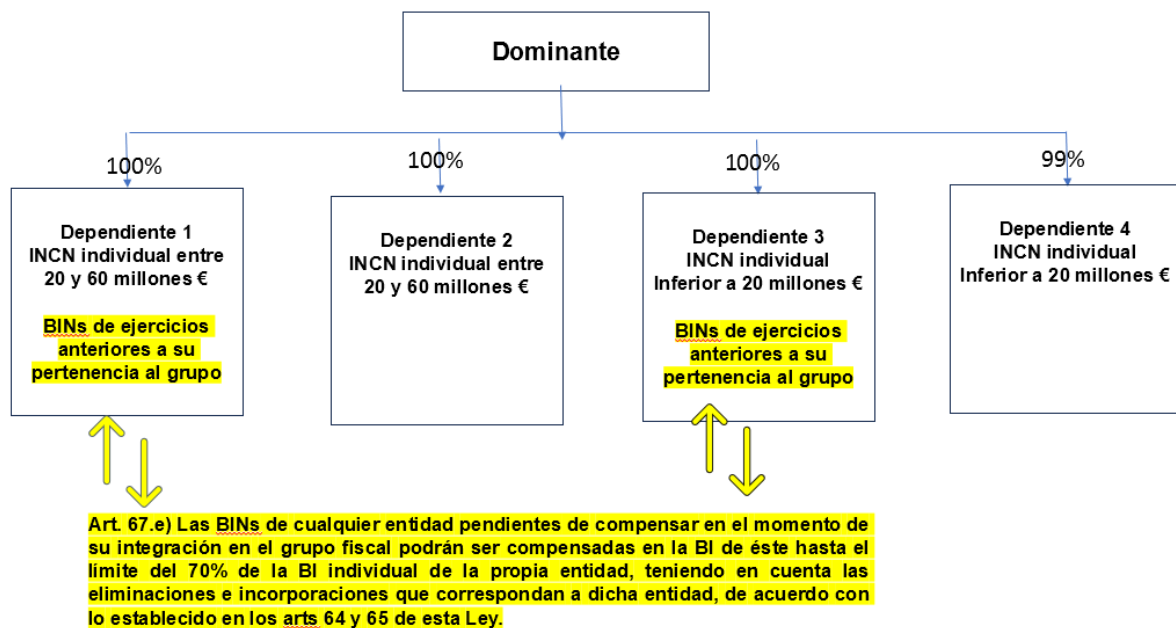 Dominante
100%
100%
100%
99%
Dependiente 1
INCN individual entre
20 y 60 millones €
BINs de ejercicios
anteriores a su
pertenencia al grupo
Dependiente 2
INCN individual entre
20 y 60 millones €
Dependiente 3
INCN individual
Inferior a 20 millones €
BINs de ejercicios
anteriores a su
pertenencia al grupo
Dependiente 4
INCN individual
Inferior a 20 millones €
Art. 67.e) Las BINs de cualquier entidad pendientes de compensar en el momento de
su integración en el grupo fiscal podrán ser compensadas en la BI de éste hasta el
límite del 70% de la BI individual de la propia entidad, teniendo en cuenta las
eliminaciones e incorporaciones que correspondan a dicha entidad, de acuerdo con
lo establecido en los arts 64 y 65 de esta Ley.